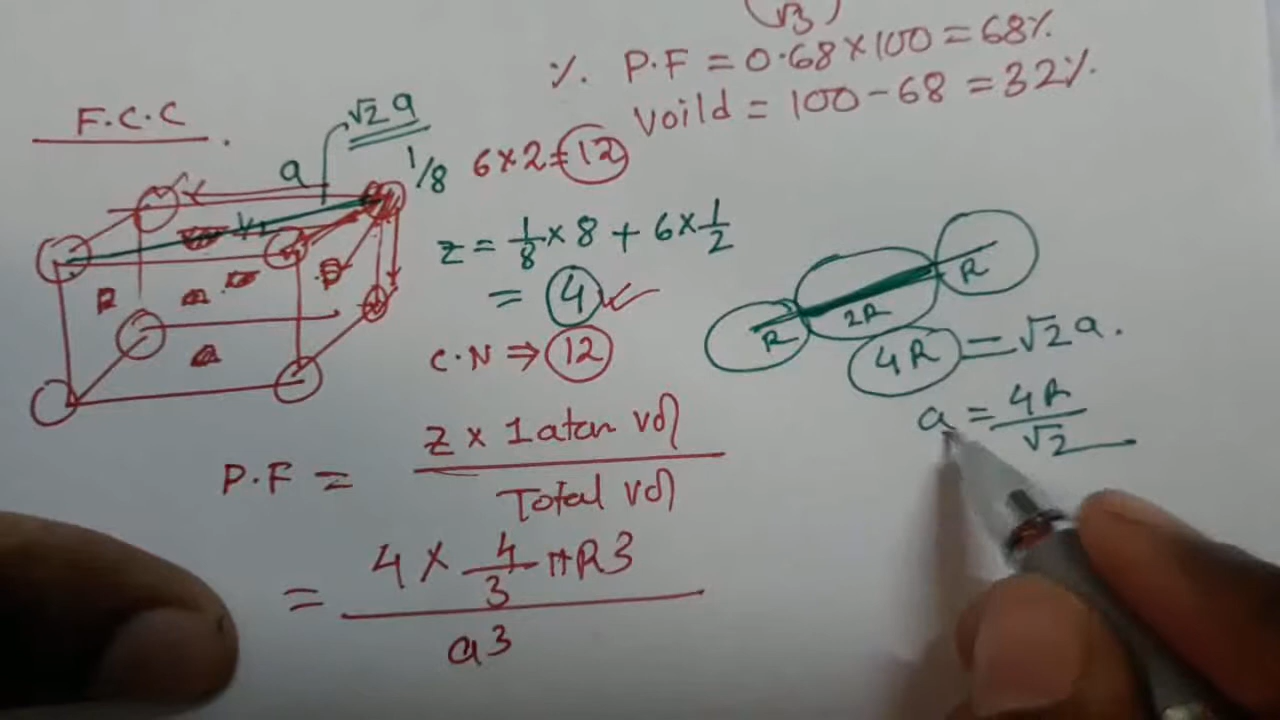 √3
% P.F = 0.68×100 = 68%
Voild = 100 - 68 = 32%
F.C.C.
√2 a
a
1/8
6×2=12
z = 1/8 × 8 + 6× 1/2
= 4
C.N ⇒ 12
R
2R
R
4R = √2 a.
a = 4R/√2
P.F = z × 1 atom vol / Total vol
= 4 × 4/3 πR3 / a3